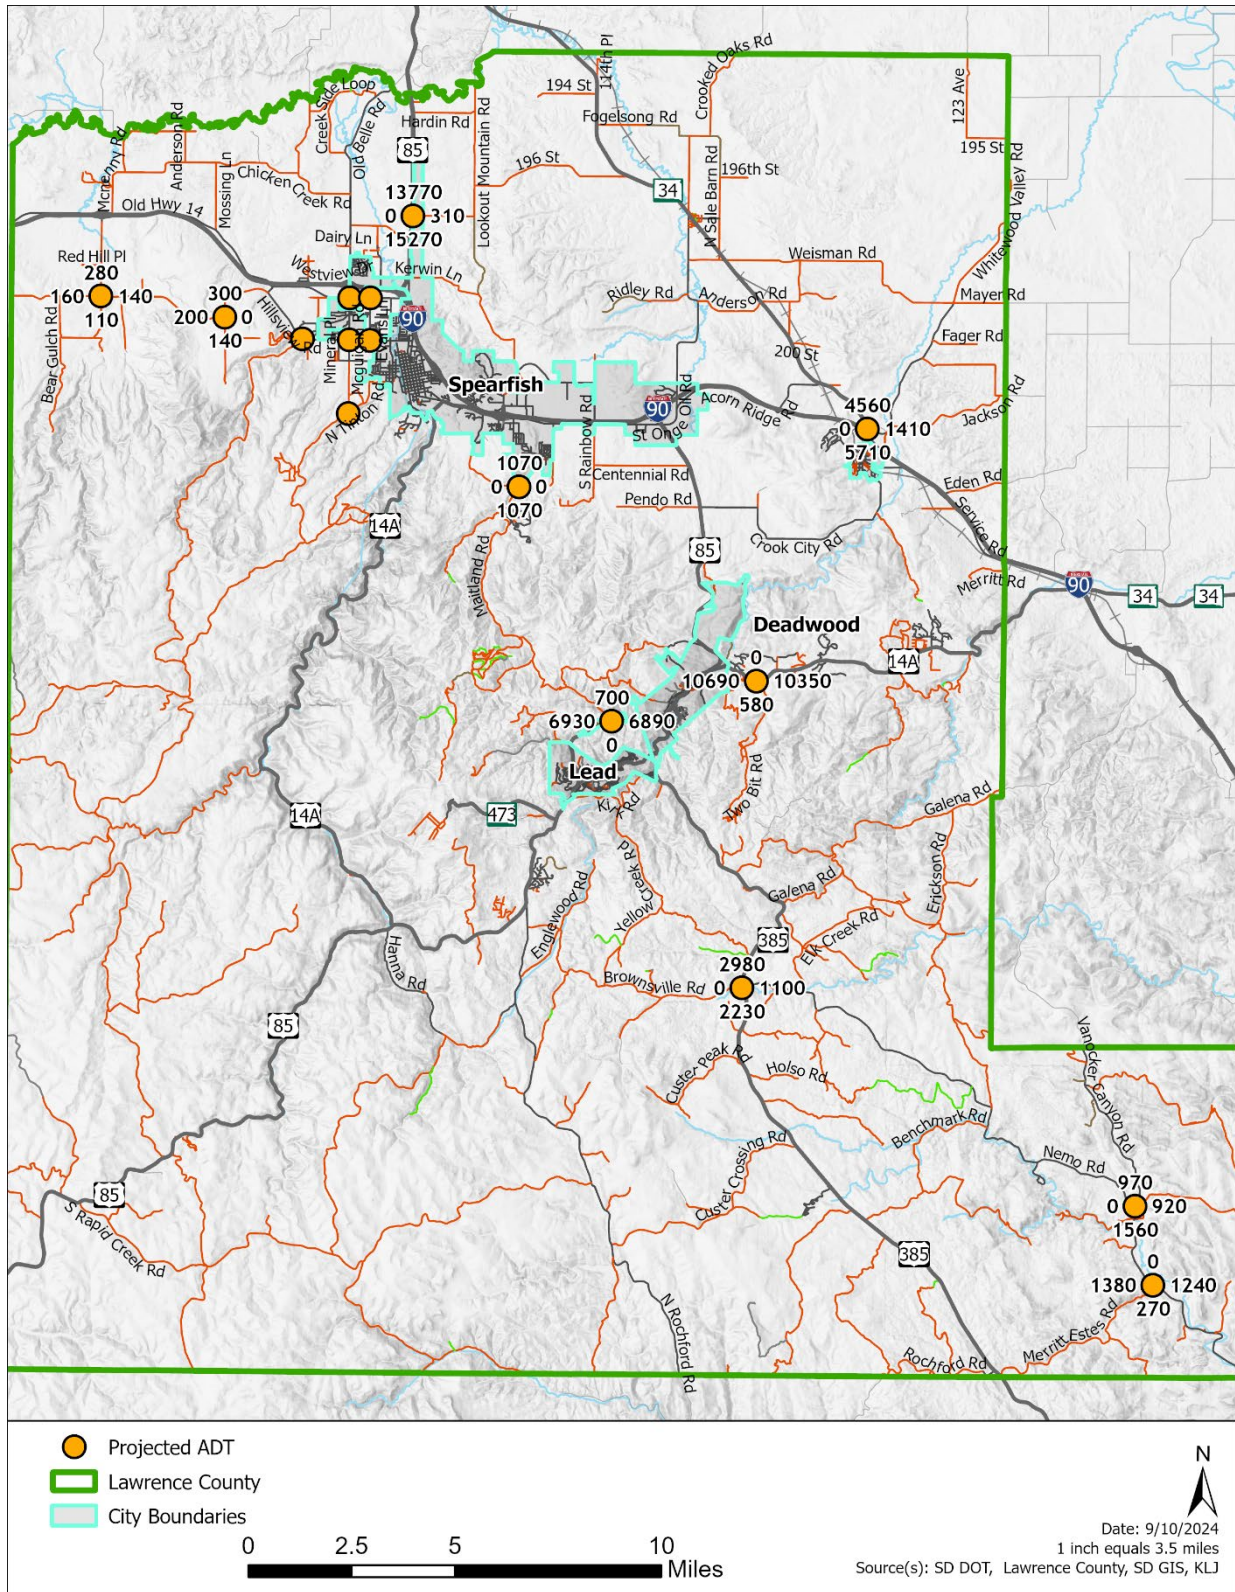 Crooked Oaks Rd
114th Pl
194 St
123 Ave
Creek Side Loop
Old Belle Rd
Hardin Rd
Lookout Mountain Rd
Fogelsong Rd
Mcnenny Rd
Anderson Rd
85
195 St
Mossing Ln
Chicken Creek Rd
196 St
N Sale Barn Rd
196th St
Whitewood Valley Rd
34
Old Hwy 14
13770
0 310
15270
Dairy Ln
Weisman Rd
Red Hill Pl
280
160 140
110
Westview Dr
Kerwin Ln
300
200 0
140
Ridley Rd
Anderson Rd
Mayer Rd
Bear Gulch Rd
Hillsview Rd
Mineral Pl
Mcguigan Rd
Evans Ln
90
Fager Rd
200 St
Spearfish
90
St Onge Oil Rd
Acorn Ridge Rd
4560
0 1410
5710
Jackson Rd
N Tinton Rd
S Rainbow Rd
1070
0 0
1070
Centennial Rd
Pendo Rd
Eden Rd
Service Rd
14A
85
Crook City Rd
Maitland Rd
Merritt Rd
90
34
34
Deadwood
0
10690 10350
580
14A
700
6930 6890
0
Lead
Kirk Rd
Two Bit Rd
Galena Rd
473
14A
Yellow Creek Rd
Englewood Rd
Galena Rd
Erickson Rd
Hanna Rd
385
Elk Creek Rd
2980
0 1100
2230
Brownsville Rd
85
Custer Peak Rd
Holso Rd
Vanocker Canyon Rd
Benchmark Rd
Custer Crossing Rd
Nemo Rd
85
S Rapid Creek Rd
970
0 920
1560
385
0
1380 1240
270
N Rochford Rd
Merritt Estes Rd
Rochford Rd
Projected ADT
Lawrence County
City Boundaries
0 2.5 5 10
Miles
N
Date: 9/10/2024
1 inch equals 3.5 miles
Source(s): SD DOT, Lawrence County, SD GIS, KLJ